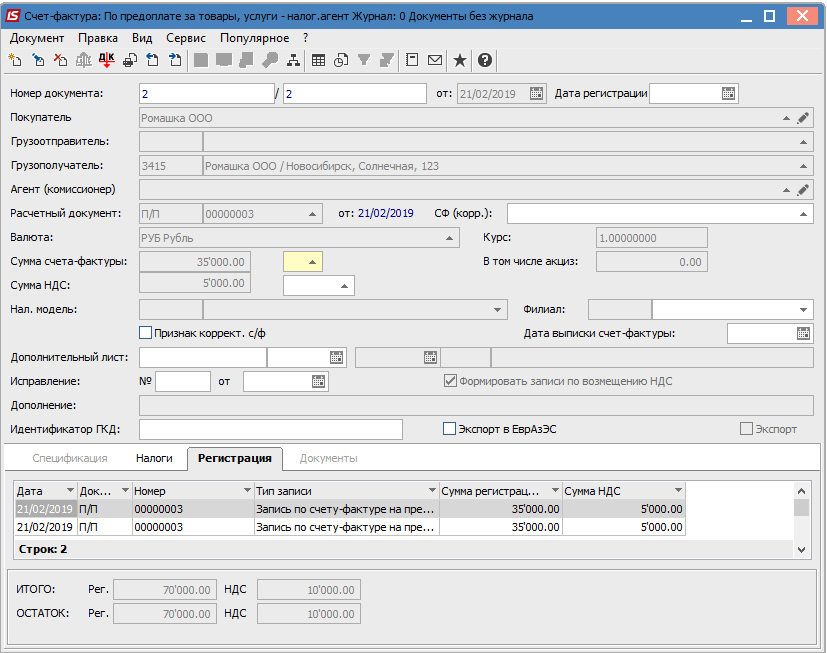 IS Счет-фактура: По предоплате за товары, услуги - налог.агент Журнал: 0 Документы без журнала
Документ Правка Вид Сервис Популярное ?
Номер документа: 2 / 2 от: 21/02/2019 Дата регистрации
Покупатель Ромашка ООО
Грузоотправитель:
Грузополучатель: 3415 Ромашка ООО / Новосибирск, Солнечная, 123
Агент (комиссионер)
Расчетный документ: П/П 00000003 от: 21/02/2019 СФ (корр.):
Валюта: РУБ Рубль Курс: 1.00000000
Сумма счета-фактуры: 35'000.00 В том числе акциз: 0.00
Сумма НДС: 5'000.00
Нал. модель: Филиал:
Признак коррект. с/ф Дата выписки счет-фактуры:
Дополнительный лист:
Исправление: № от Формировать записи по возмещению НДС
Дополнение:
Идентификатор ГКД: Экспорт в ЕврАзЭС Экспорт
Спецификация Налоги Регистрация Документы
Дата Док... Номер Тип записи Сумма регистрац... Сумма НДС
21/02/2019 П/П 00000003 Запись по счету-фактуре на пре... 35'000.00 5'000.00
21/02/2019 П/П 00000003 Запись по счету-фактуре на пре... 35'000.00 5'000.00
Строк: 2
ИТОГО: Рег. 70'000.00 НДС 10'000.00
ОСТАТОК: Рег. 70'000.00 НДС 10'000.00